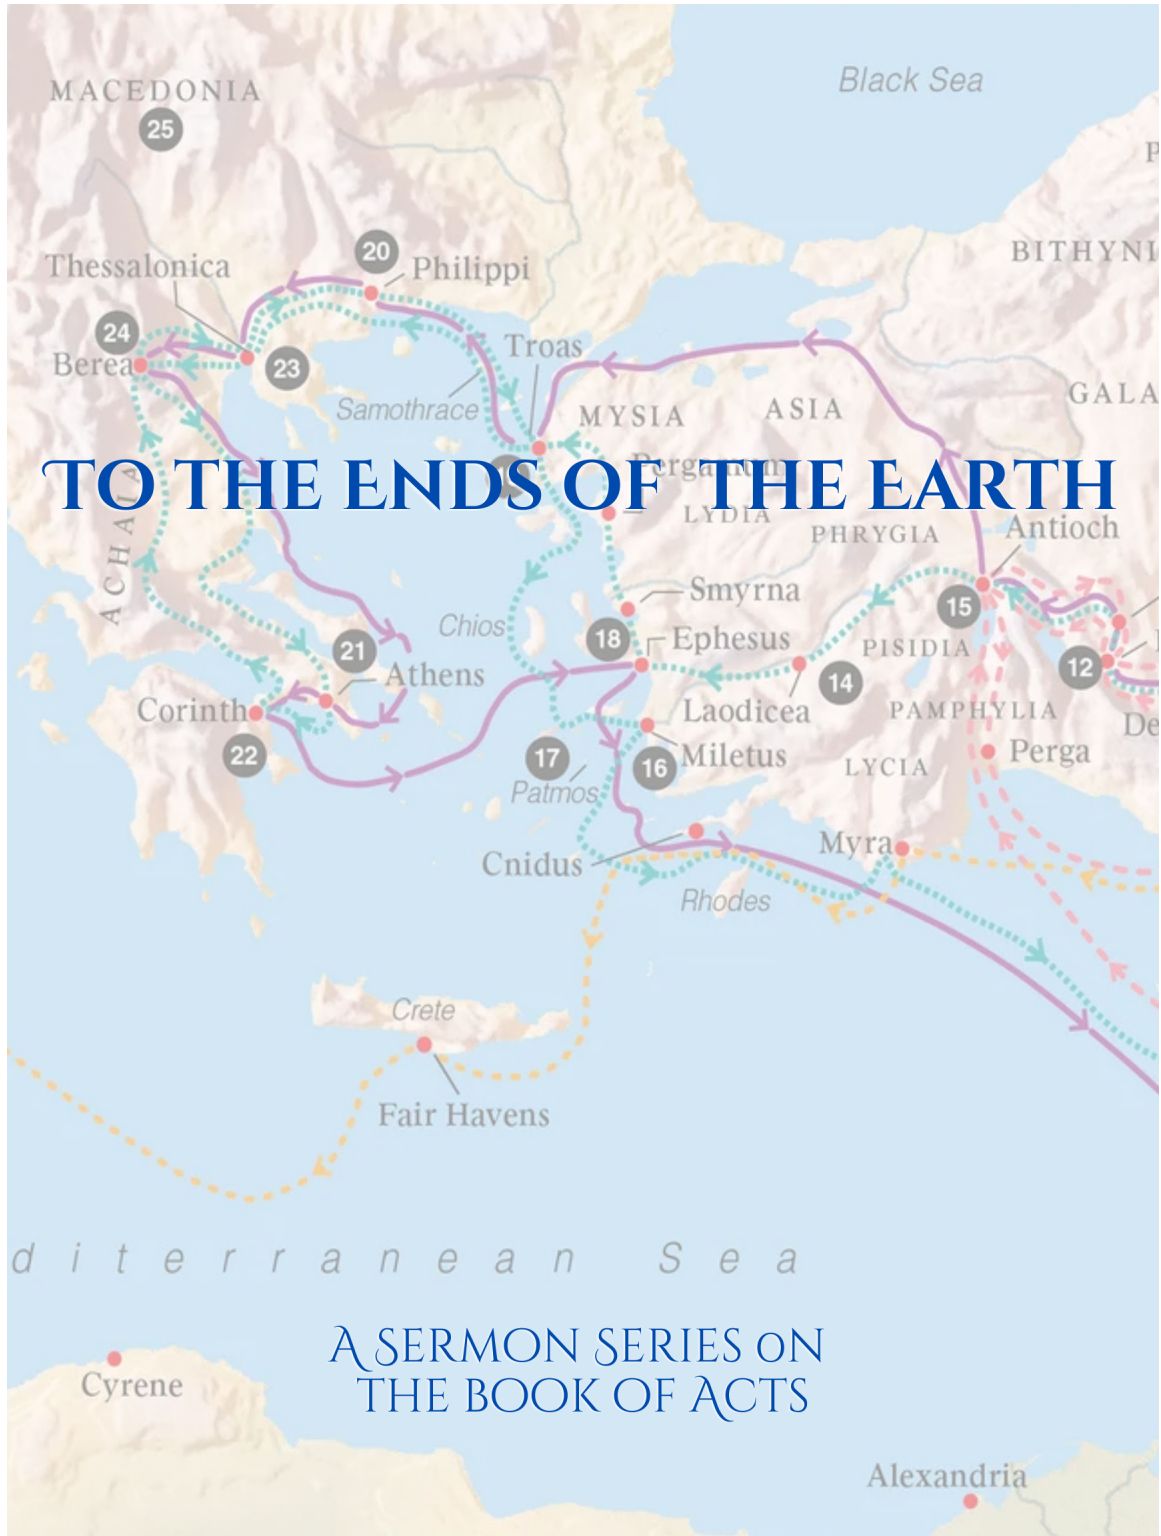 MACEDONIA
25
Black Sea
P
BITHYNI
20
Thessalonica
Philippi
24
Berea
23
Troas
Samothrace
MYSIA
ASIA
GALA
Pergamum
To the Ends of the Earth
LYDIA
PHRYGIA
Antioch
ACHAIA
Smyrna
15
Chios
18
Ephesus
PISIDIA
12
21
Athens
14
Corinth
Laodicea
PAMPHYLIA
De
22
17
16
Miletus
LYCIA
Perga
Patmos
Cnidus
Myra
Rhodes
Crete
Fair Havens
diterranean Sea
A Sermon Series on
the Book of Acts
Cyrene
Alexandria